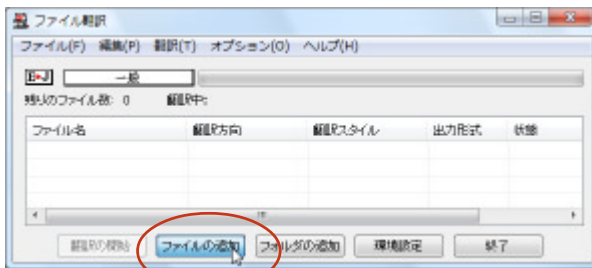 ファイル翻訳
ファイル(F) 編集(P) 翻訳(T) オプション(O) ヘルプ(H)
E→J 一般
残りのファイル数: 0 翻訳中:
ファイル名 翻訳方向 翻訳スタイル 出力形式 状態
翻訳の開始 ファイルの追加 フォルダの追加 環境設定 終了